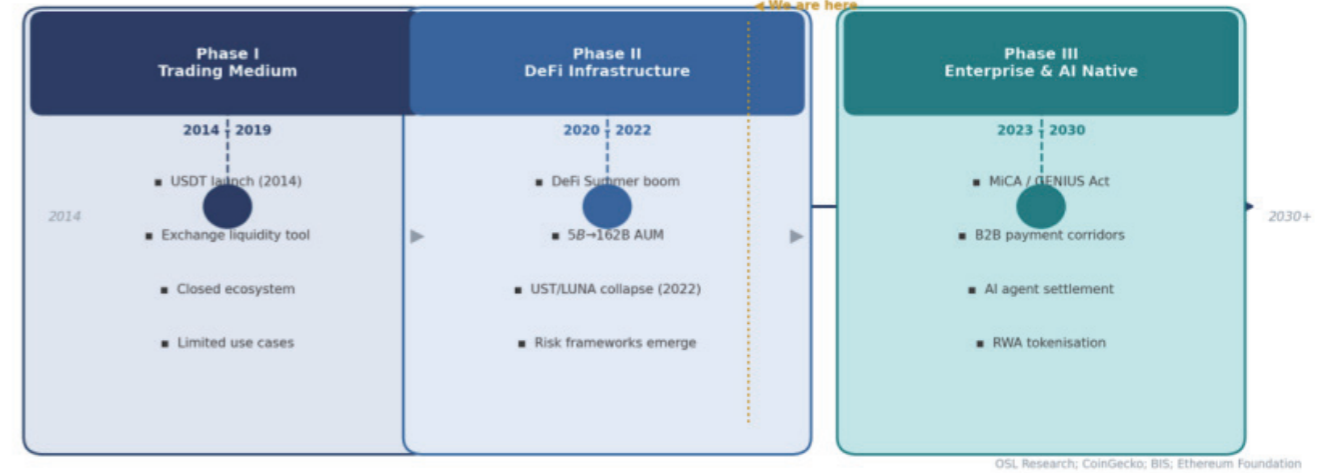 ◄ We are here
Phase I
Trading Medium
2014 – 2019
▪ USDT launch (2014)
▪ Exchange liquidity tool
▪ Closed ecosystem
▪ Limited use cases
2014
Phase II
DeFi Infrastructure
2020 – 2022
▪ DeFi Summer boom
▪ 5B→162B AUM
▪ UST/LUNA collapse (2022)
▪ Risk frameworks emerge
Phase III
Enterprise & AI Native
2023 – 2030
▪ MiCA / GENIUS Act
▪ B2B payment corridors
▪ AI agent settlement
▪ RWA tokenisation
2030+
OSL Research; CoinGecko; BIS; Ethereum Foundation